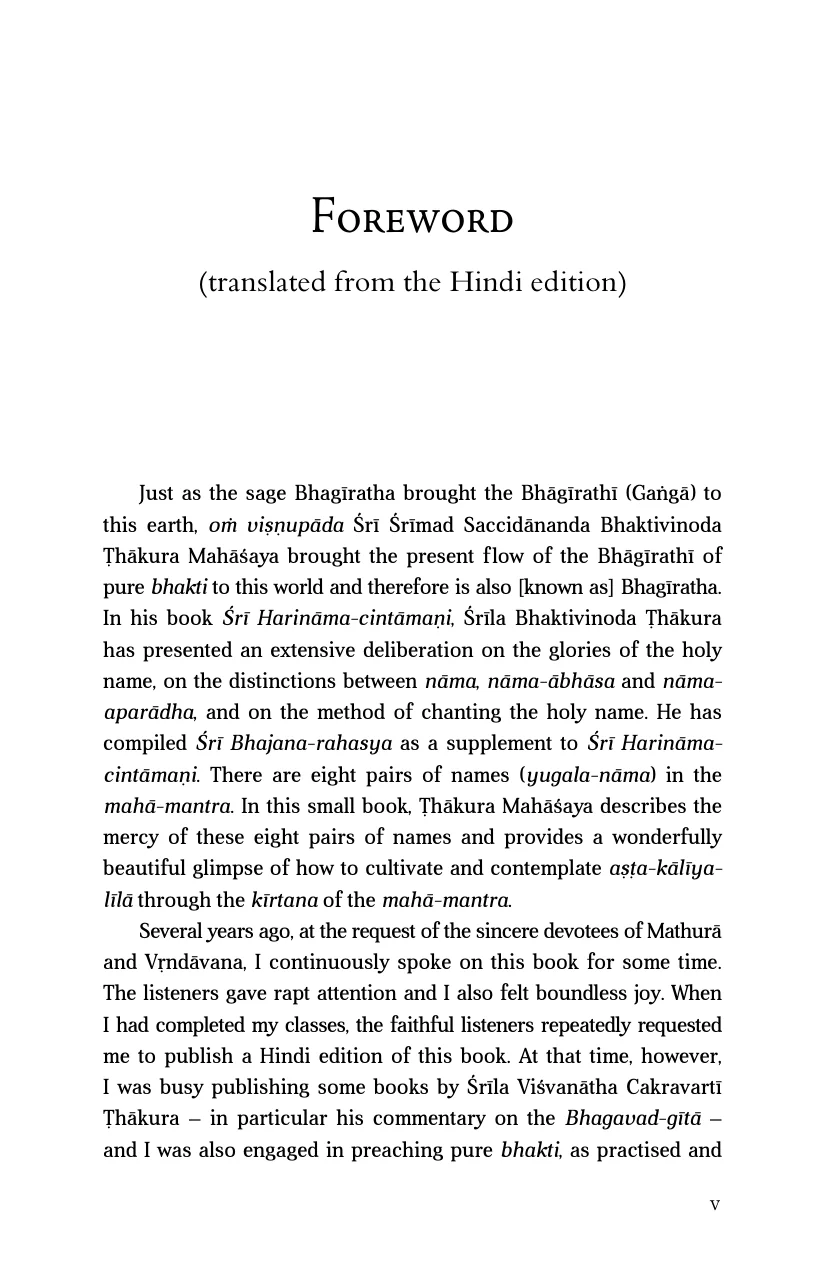 Foreword
(translated from the Hindi edition)
Just as the sage Bhagīratha brought the Bhāgīrathī (Gaṅgā) to
this earth, oṁ viṣṇupāda Śrī Śrīmad Saccidānanda Bhaktivinoda
Ṭhākura Mahāśaya brought the present flow of the Bhāgīrathī of
pure bhakti to this world and therefore is also [known as] Bhagīratha.
In his book Śrī Harināma-cintāmaṇi, Śrīla Bhaktivinoda Ṭhākura
has presented an extensive deliberation on the glories of the holy
name, on the distinctions between nāma, nāma-ābhāsa and nāma-
aparādha, and on the method of chanting the holy name. He has
compiled Śrī Bhajana-rahasya as a supplement to Śrī Harināma-
cintāmaṇi. There are eight pairs of names (yugala-nāma) in the
mahā-mantra. In this small book, Ṭhākura Mahāśaya describes the
mercy of these eight pairs of names and provides a wonderfully
beautiful glimpse of how to cultivate and contemplate aṣṭa-kālīya-
līlā through the kīrtana of the mahā-mantra.
Several years ago, at the request of the sincere devotees of Mathurā
and Vṛndāvana, I continuously spoke on this book for some time.
The listeners gave rapt attention and I also felt boundless joy. When
I had completed my classes, the faithful listeners repeatedly requested
me to publish a Hindi edition of this book. At that time, however,
I was busy publishing some books by Śrīla Viśvanātha Cakravartī
Ṭhākura – in particular his commentary on the Bhagavad-gītā –
and I was also engaged in preaching pure bhakti, as practised and
v